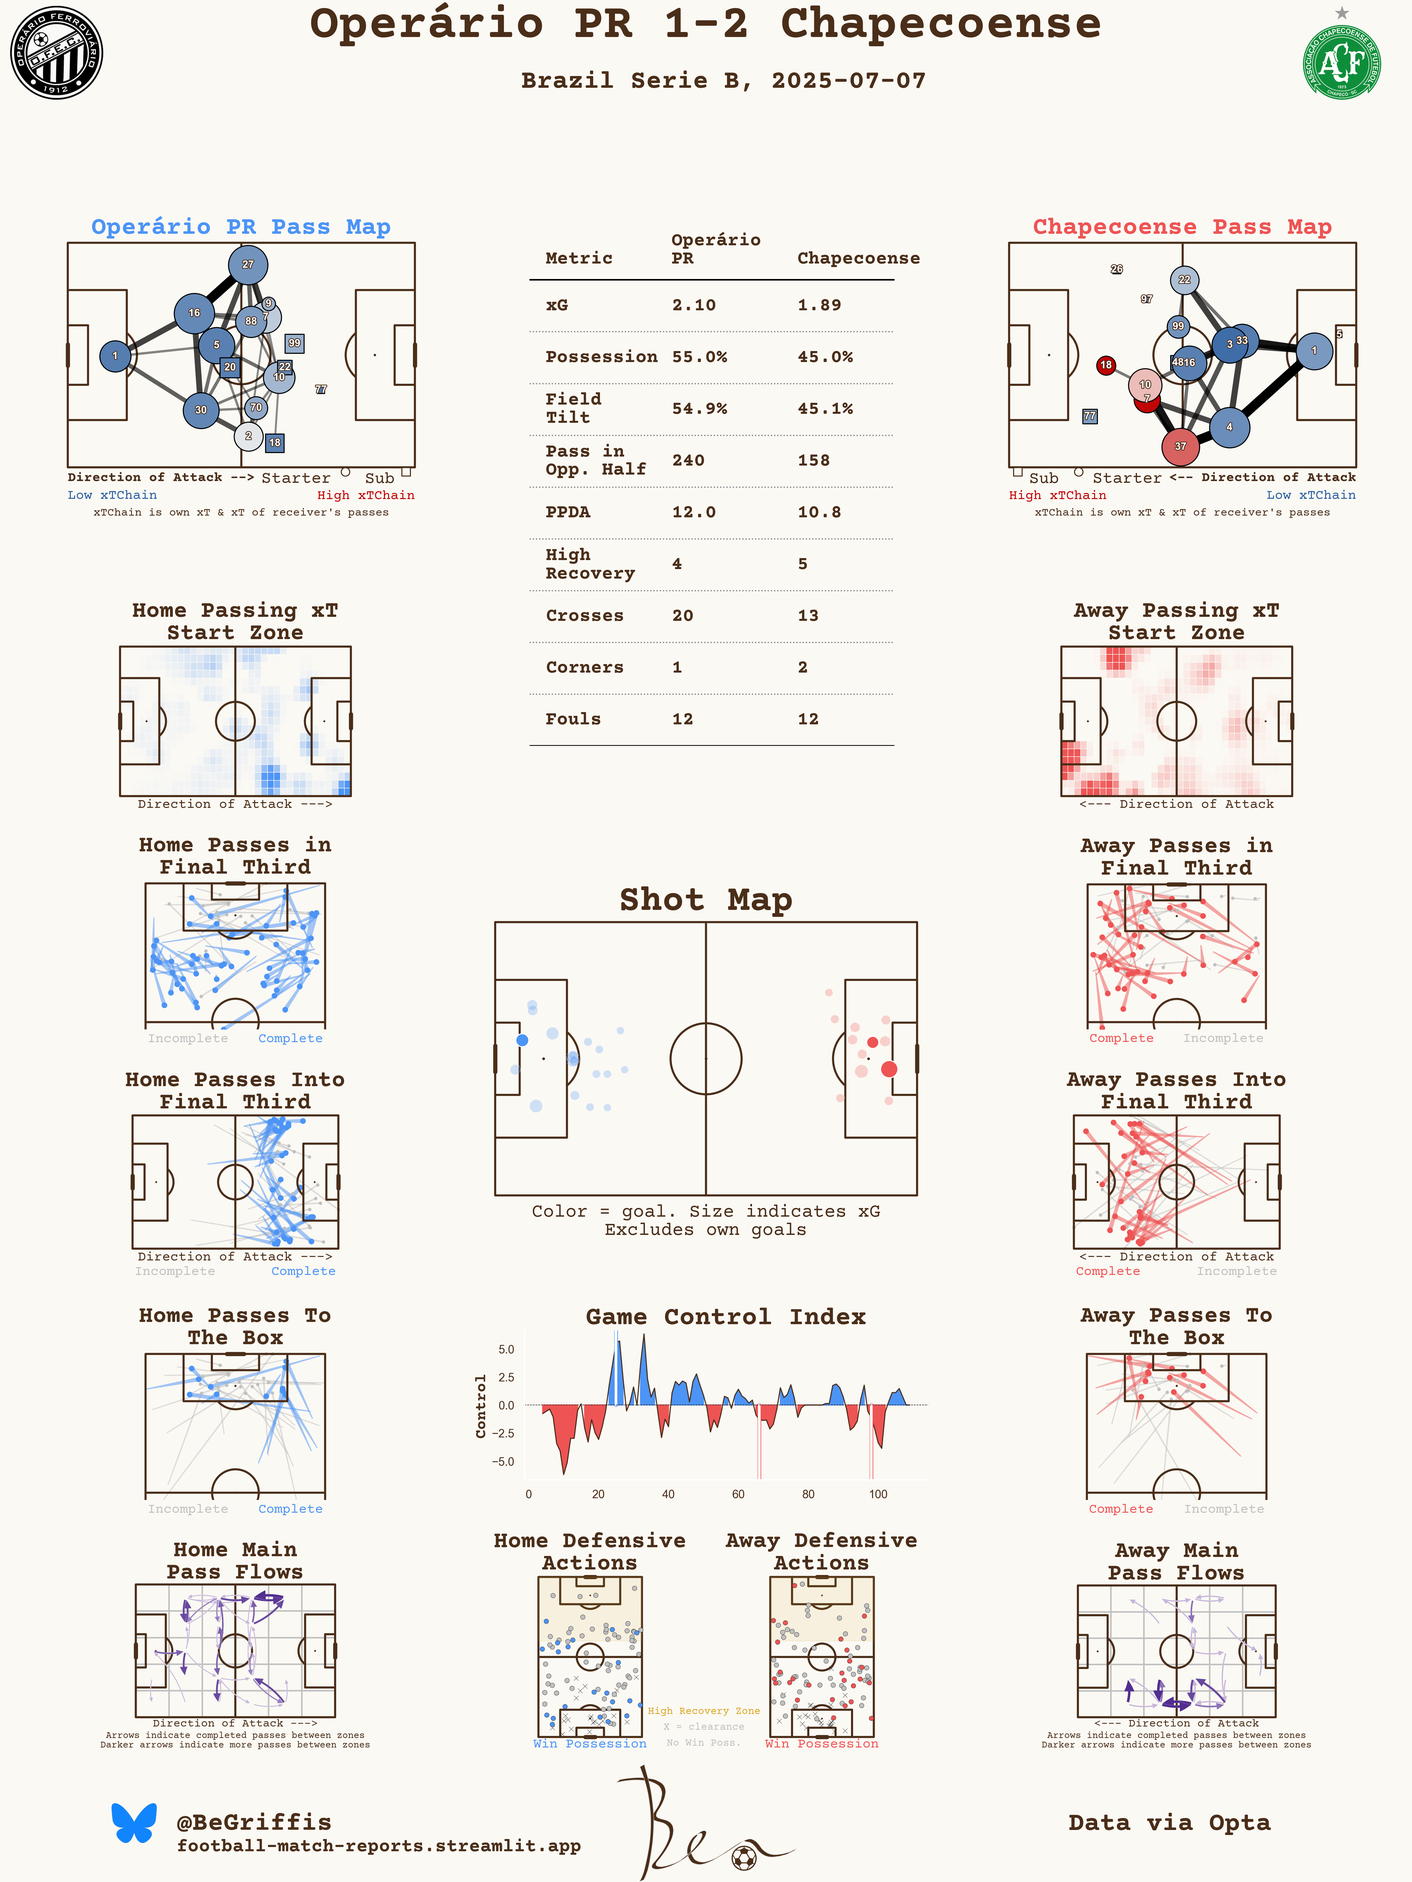 Operário PR 1-2 Chapecoense
Brazil Serie B, 2025-07-07
OPERÁRIO FERROVIÁRIO
O.F.E.C.
1912
ASSOCIAÇÃO CHAPECOENSE DE FUTEBOL
ACF
1973
CHAPECÓ - SC
Operário PR Pass Map
27
9
16
7
88
5
99
1
20
22
10
77
30
70
2
18
Direction of Attack --> Starter Sub
Low xTChain High xTChain
xTChain is own xT & xT of receiver's passes
Metric Operário PR Chapecoense
xG 2.10 1.89
Possession 55.0% 45.0%
Field Tilt 54.9% 45.1%
Pass in Opp. Half 240 158
PPDA 12.0 10.8
High Recovery 4 5
Crosses 20 13
Corners 1 2
Fouls 12 12
Chapecoense Pass Map
26
22
97
99
5
3
33
1
18
48
16
10
7
77
4
37
Sub Starter <-- Direction of Attack
High xTChain Low xTChain
xTChain is own xT & xT of receiver's passes
Home Passing xT
Start Zone
Direction of Attack --->
Away Passing xT
Start Zone
<--- Direction of Attack
Home Passes in
Final Third
Incomplete Complete
Shot Map
Color = goal. Size indicates xG
Excludes own goals
Away Passes in
Final Third
Complete Incomplete
Home Passes Into
Final Third
Direction of Attack --->
Incomplete Complete
Away Passes Into
Final Third
<--- Direction of Attack
Complete Incomplete
Home Passes To
The Box
Incomplete Complete
Game Control Index
Control
5.0
2.5
0.0
−2.5
−5.0
0 20 40 60 80 100
Away Passes To
The Box
Complete Incomplete
Home Main
Pass Flows
Direction of Attack --->
Arrows indicate completed passes between zones
Darker arrows indicate more passes between zones
Home Defensive
Actions
Win Possession
High Recovery Zone
X = clearance
No Win Poss.
Away Defensive
Actions
Win Possession
Away Main
Pass Flows
<--- Direction of Attack
Arrows indicate completed passes between zones
Darker arrows indicate more passes between zones
@BeGriffis
football-match-reports.streamlit.app
Ben
Data via Opta